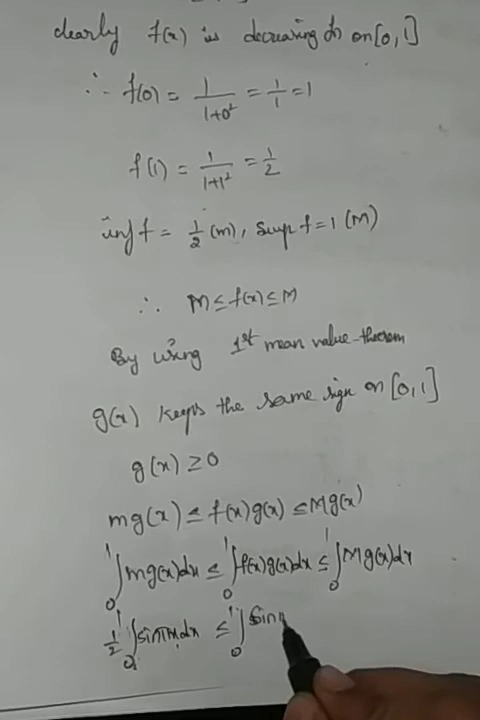 clearly f(x) is decreasing fn on [0,1]
∴ f(0) = 1/(1+0²) = 1/1 = 1
f(1) = 1/(1+1²) = 1/2
inf f = 1/2 (m), Sup f = 1 (M)
∴ M ≤ f(x) ≤ M
By using 1st mean value theorem
g(x) keeps the same sign on [0,1]
g(x) ≥ 0
mg(x) ≤ f(x)g(x) ≤ Mg(x)
∫₀¹ mg(x)dx ≤ ∫₀¹ f(x)g(x)dx ≤ ∫₀¹ Mg(x)dx
1/2 ∫₀¹ sinπx dx ≤ ∫₀¹ sin